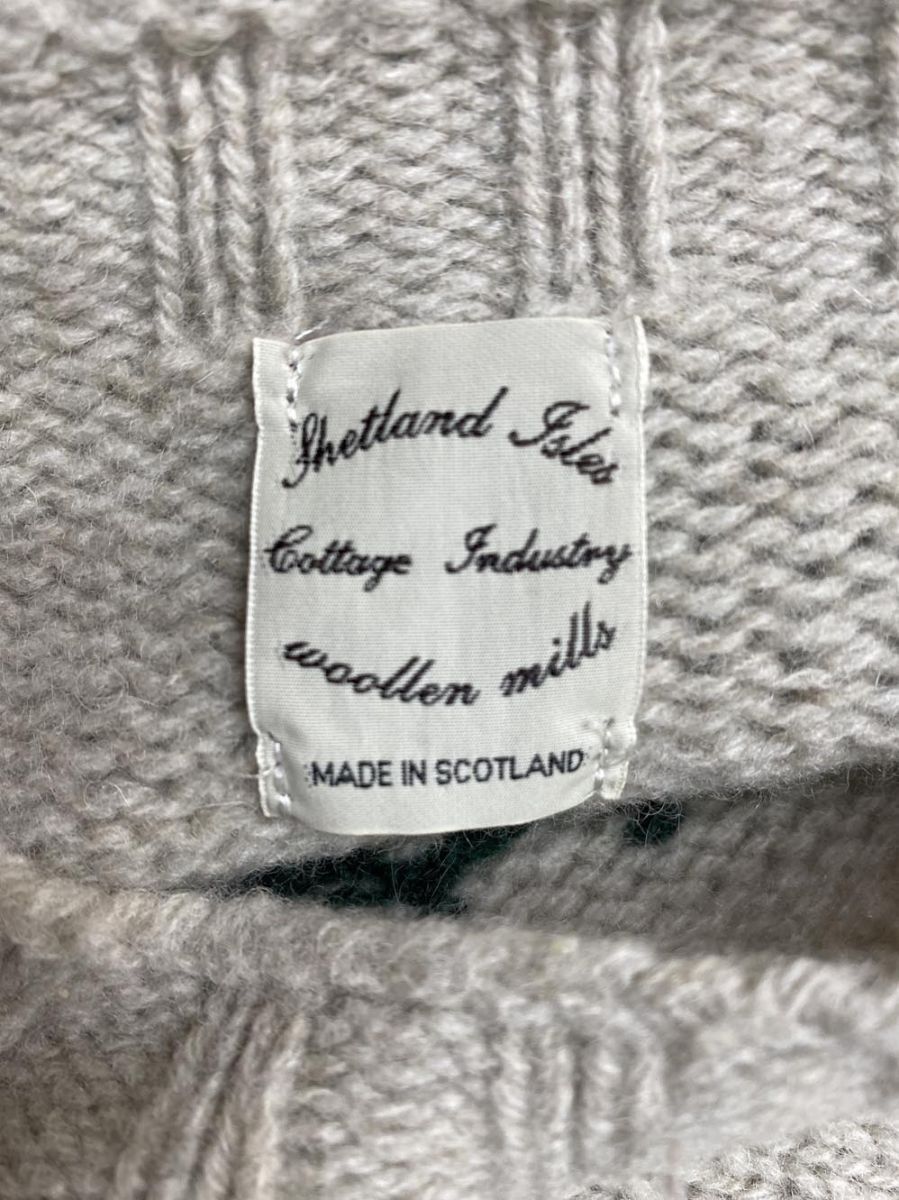 Shetland Isles
Cottage Industry
woollen mills
MADE IN SCOTLAND